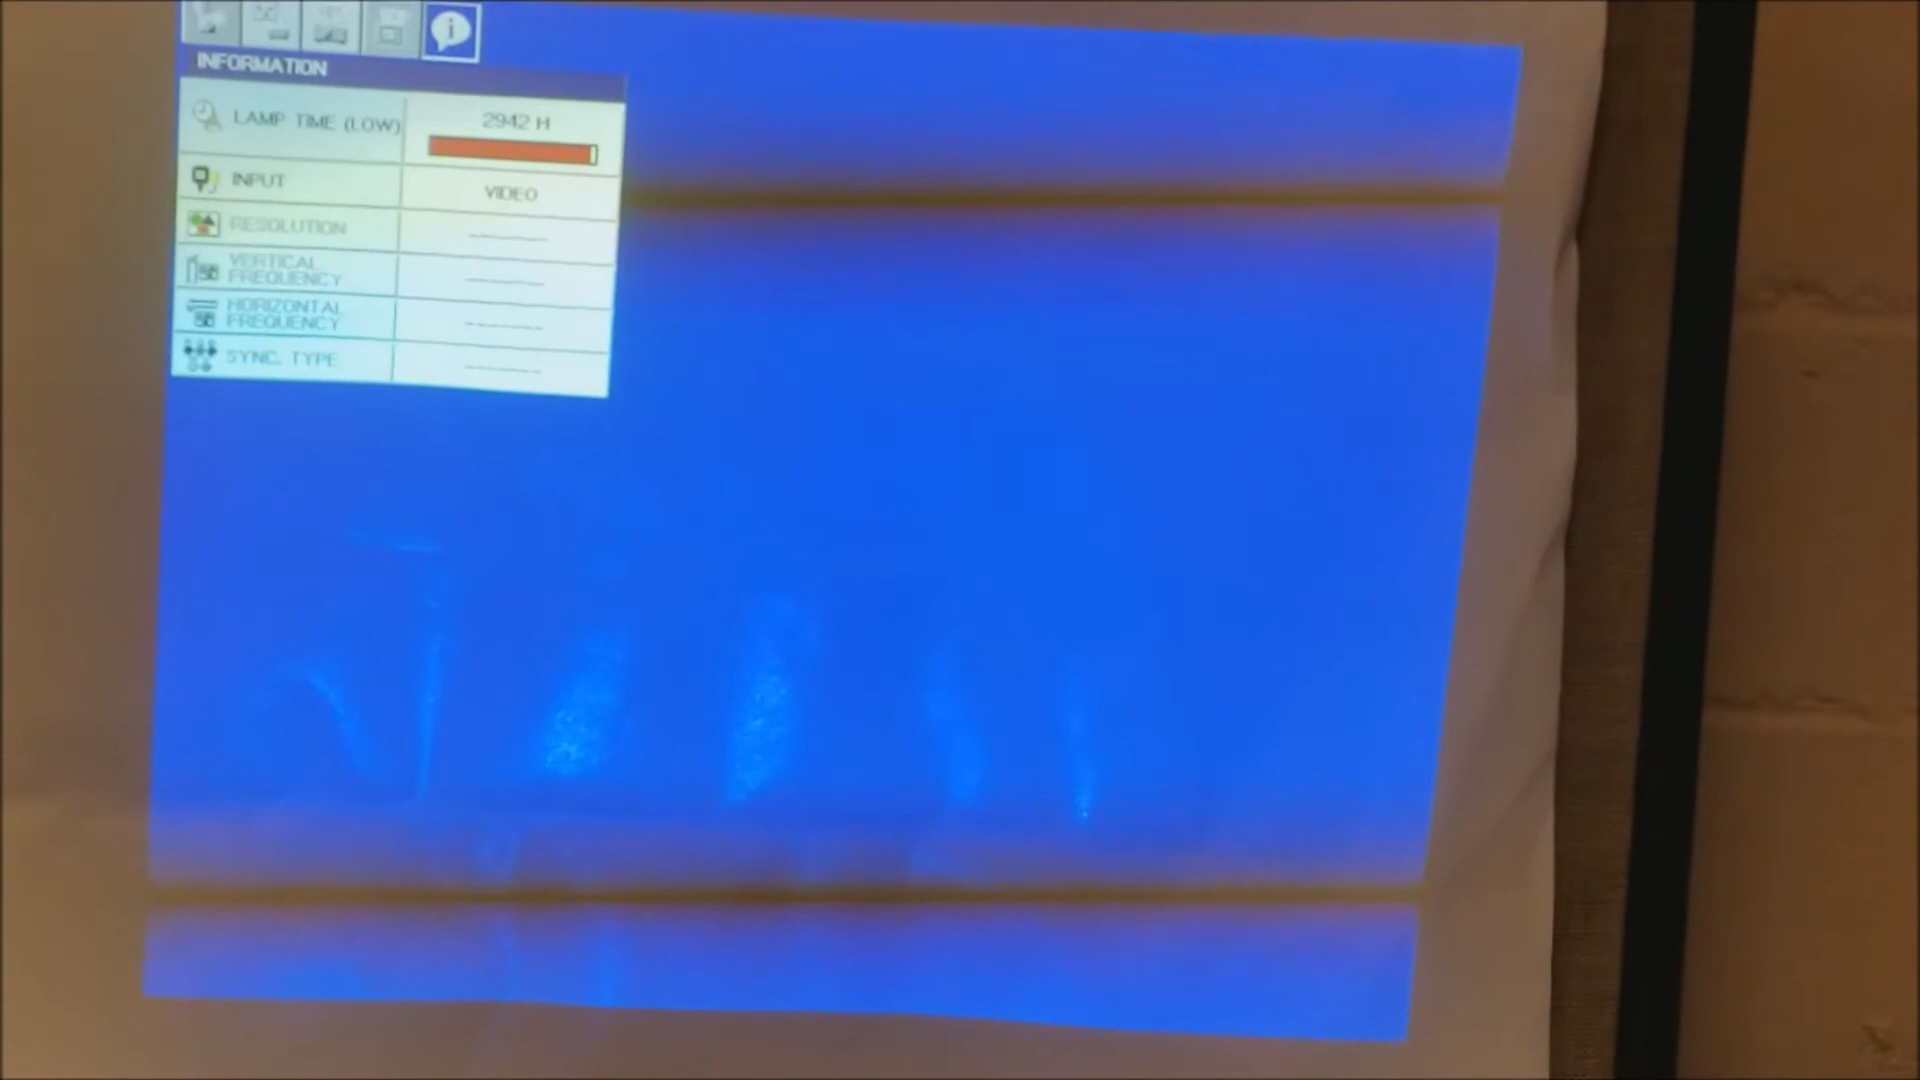 INFORMATION
LAMP TIME (LOW)
2942 H
INPUT
VIDEO
RESOLUTION
VERTICAL
FREQUENCY
HORIZONTAL
FREQUENCY
SYNC. TYPE